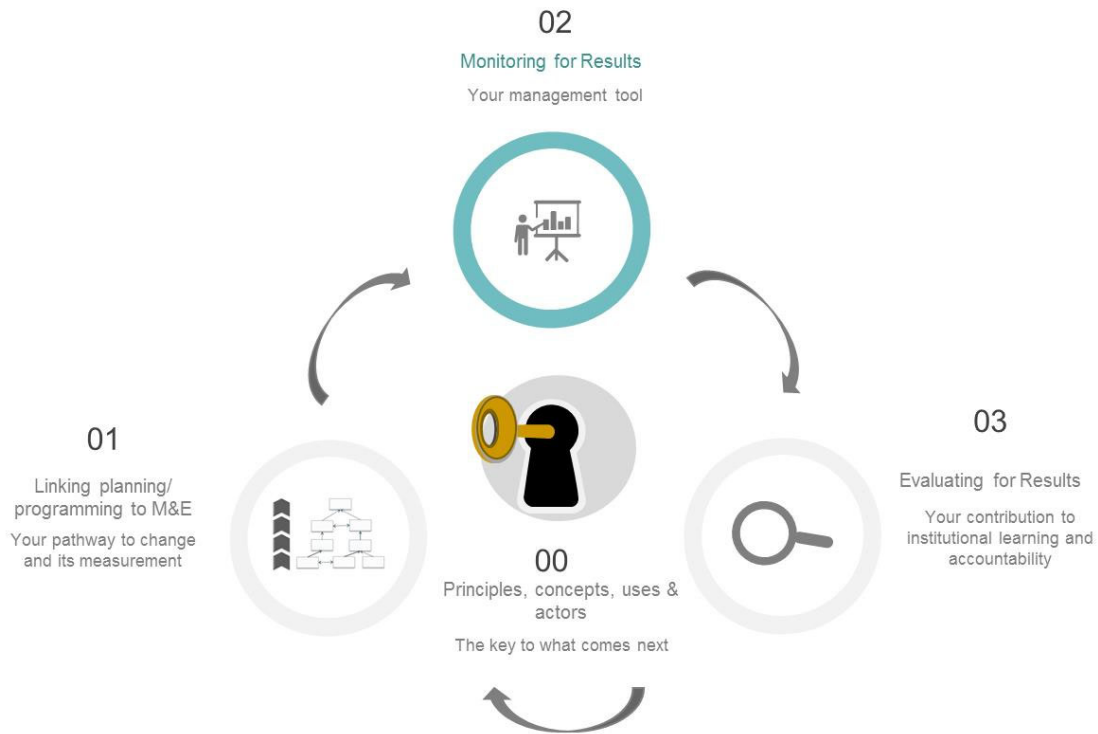 02
Monitoring for Results
Your management tool
01
Linking planning/
programming to M&E
Your pathway to change
and its measurement
03
Evaluating for Results
Your contribution to
institutional learning and
accountability
00
Principles, concepts, uses &
actors
The key to what comes next